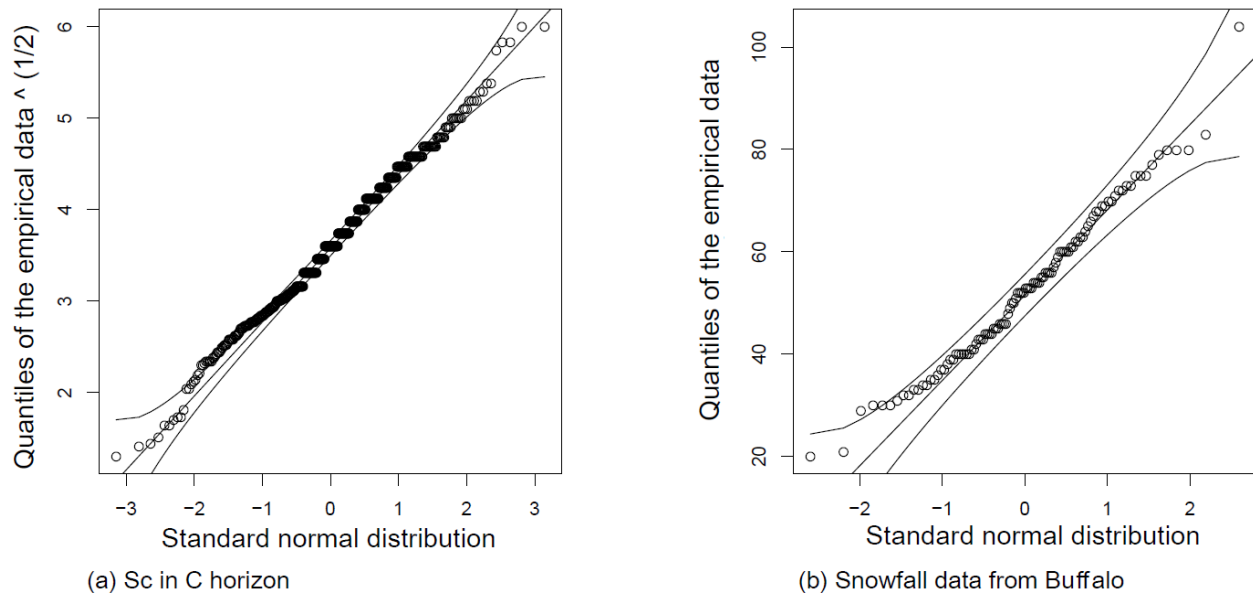 Quantiles of the empirical data ^ (1/2)
6
5
4
3
2
−3 −2 −1 0 1 2 3
Standard normal distribution
(a) Sc in C horizon
Quantiles of the empirical data
100
80
60
40
20
−2 −1 0 1 2
Standard normal distribution
(b) Snowfall data from Buffalo